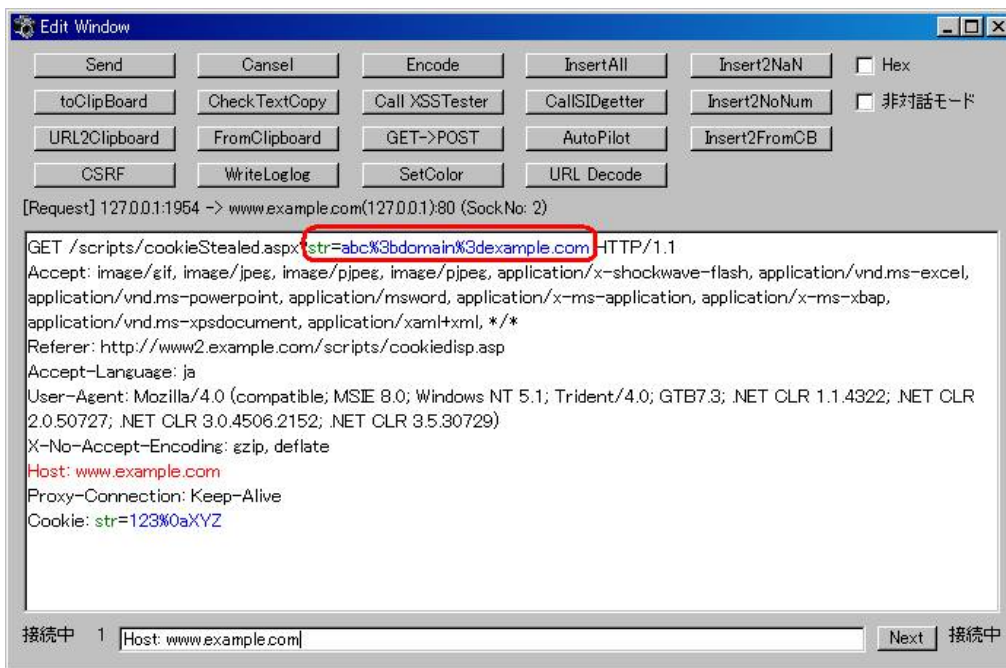 Edit Window
Send Cansel Encode InsertAll Insert2NaN Hex
toClipBoard CheckTextCopy Call XSSTester CallSIDgetter Insert2NoNum 非対話モード
URL2Clipboard FromClipboard GET->POST AutoPilot Insert2FromCB
CSRF WriteLoglog SetColor URL Decode
[Request] 127.0.0.1:1954 -> www.example.com(127.0.0.1):80 (SockNo: 2)
GET /scripts/cookieStealed.aspx?str=abc%3bdomain%3dexample.com HTTP/1.1
Accept: image/gif, image/jpeg, image/pjpeg, image/pjpeg, application/x-shockwave-flash, application/vnd.ms-excel,
application/vnd.ms-powerpoint, application/msword, application/x-ms-application, application/x-ms-xbap,
application/vnd.ms-xpsdocument, application/xaml+xml, */*
Referer: http://www2.example.com/scripts/cookiedisp.asp
Accept-Language: ja
User-Agent: Mozilla/4.0 (compatible; MSIE 8.0; Windows NT 5.1; Trident/4.0; GTB7.3; .NET CLR 1.1.4322; .NET CLR
2.0.50727; .NET CLR 3.0.4506.2152; .NET CLR 3.5.30729)
X-No-Accept-Encoding: gzip, deflate
Host: www.example.com
Proxy-Connection: Keep-Alive
Cookie: str=123%0aXYZ
接続中 1 Host: www.example.com Next 接続中